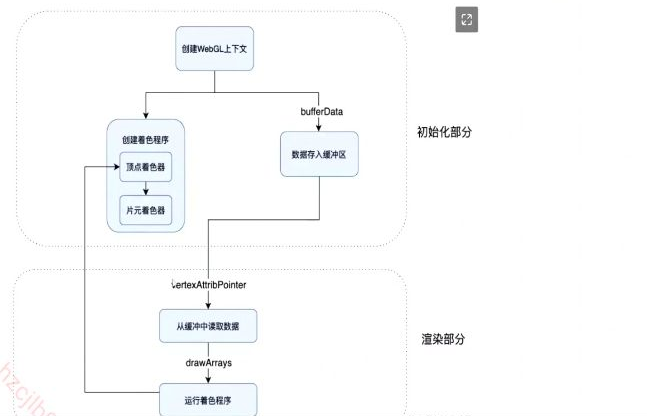 创建WebGL上下文
bufferData
初始化部分
创建着色程序
顶点着色器
数据存入缓冲区
片元着色器
vertexAttribPointer
从缓冲中读取数据
渲染部分
drawArrays
运行着色程序